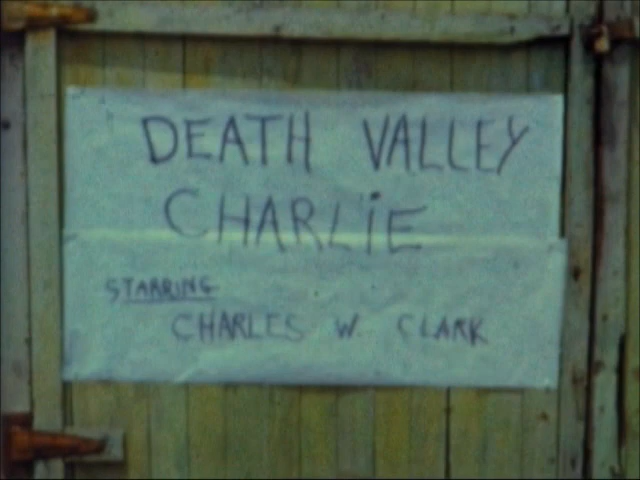 DEATH VALLEY
CHARLiE
STARRING
CHARLES W. CLARK